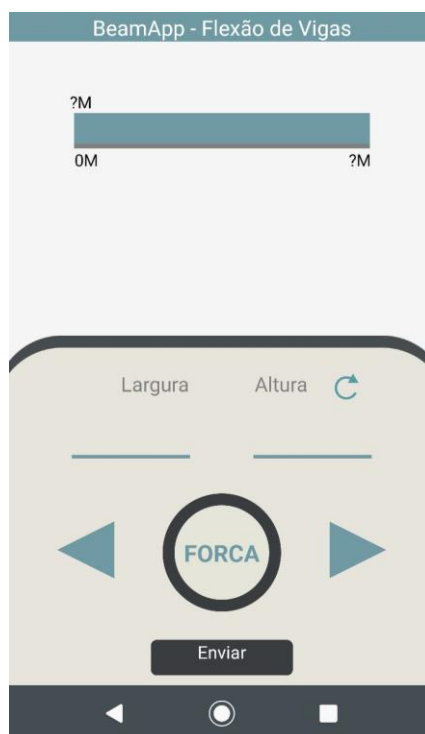 BeamApp - Flexão de Vigas
?M
0M ?M
Largura Altura
FORCA
Enviar